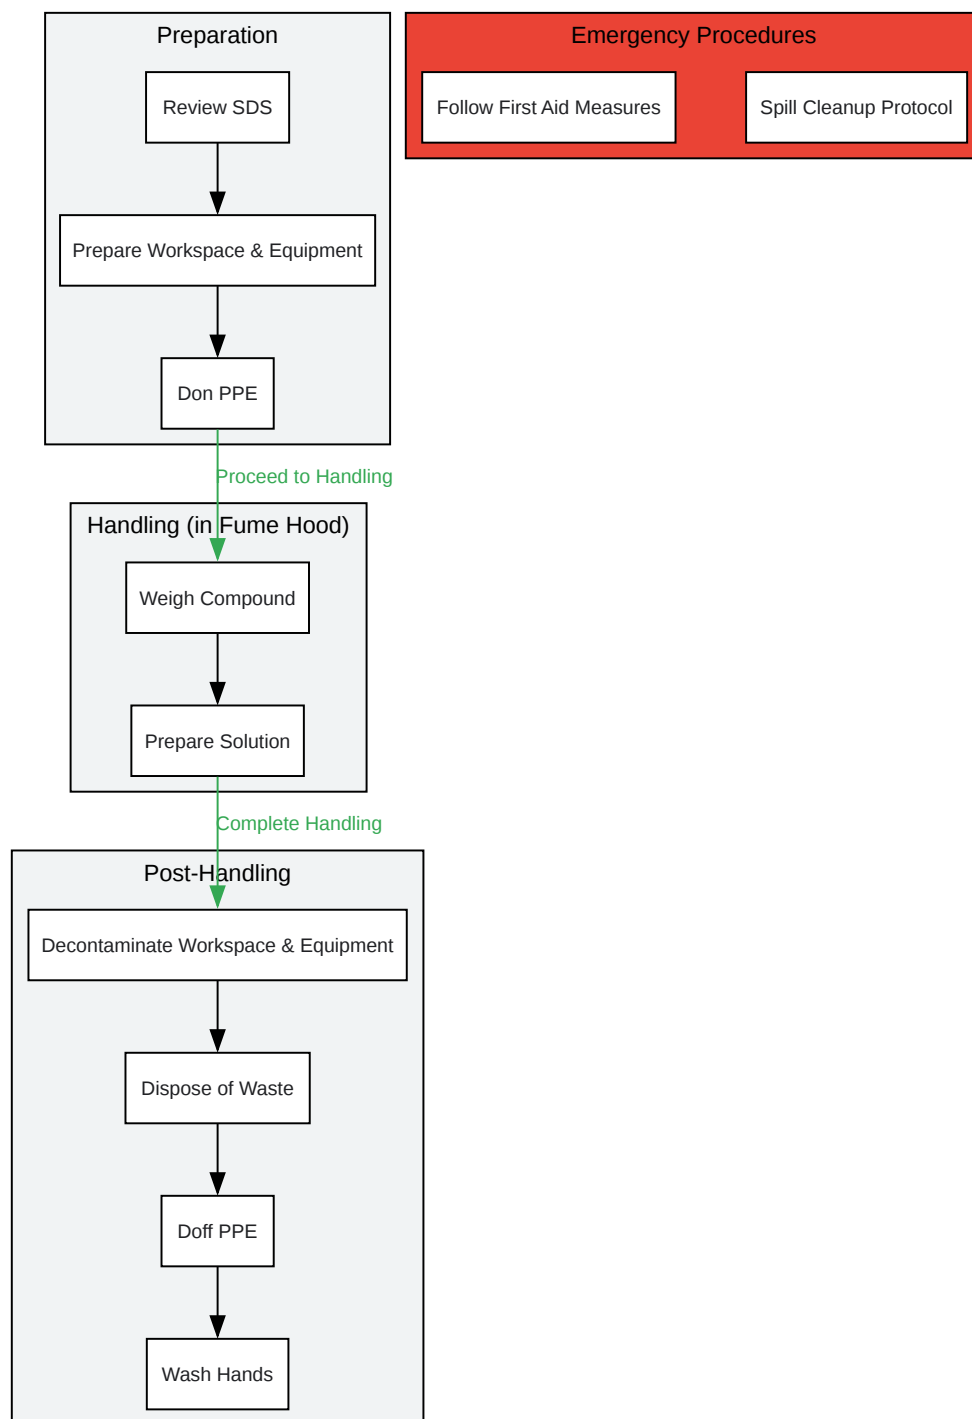 Preparation
Review SDS
Prepare Workspace & Equipment
Don PPE
Proceed to Handling
Handling (in Fume Hood)
Weigh Compound
Prepare Solution
Complete Handling
Post-Handling
Decontaminate Workspace & Equipment
Dispose of Waste
Doff PPE
Wash Hands
Emergency Procedures
Follow First Aid Measures
Spill Cleanup Protocol